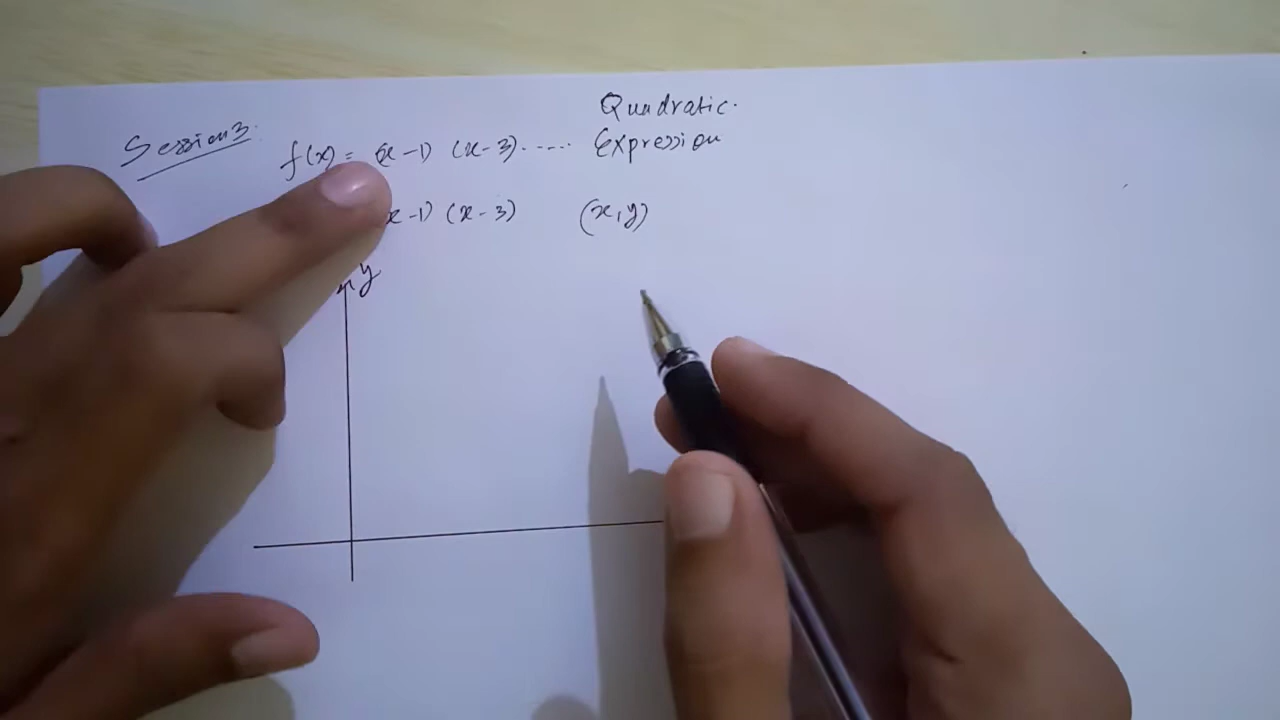 Session3.
Quadratic.
f(x) = (x-1) (x-3)..... Expression
x-1) (x-3) (x,y)
y